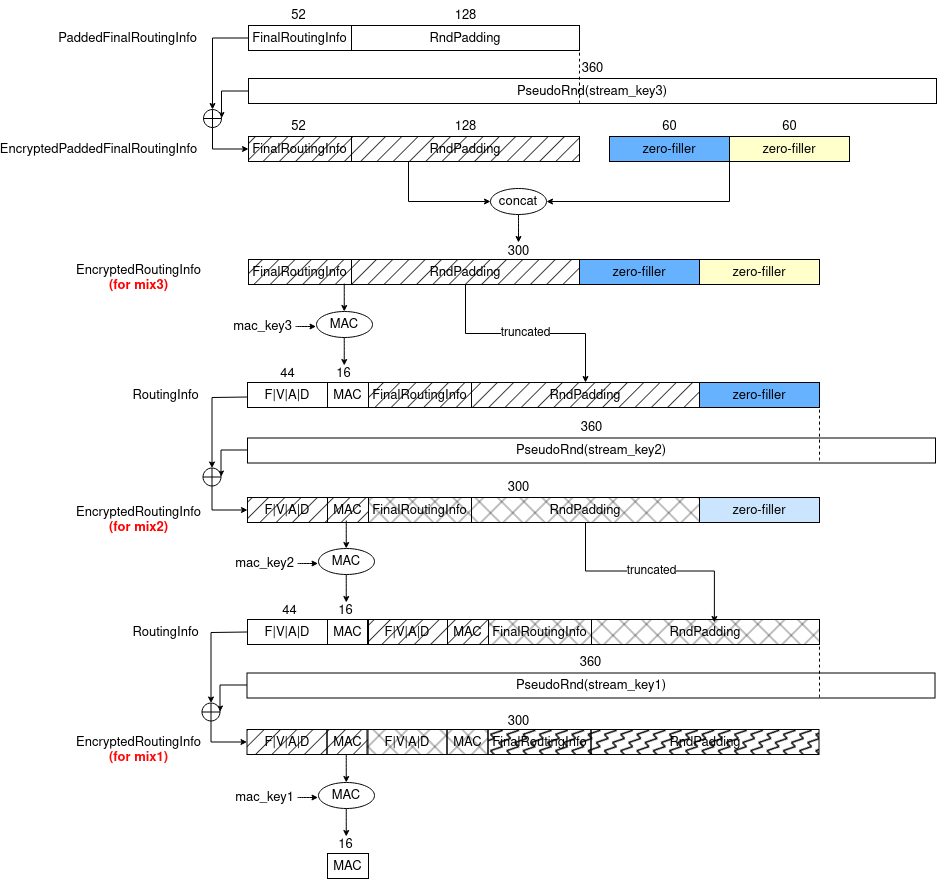 52 128
PaddedFinalRoutingInfo FinalRoutingInfo RndPadding
360
PseudoRnd(stream_key3)
52 128 60 60
EncryptedPaddedFinalRoutingInfo FinalRoutingInfo RndPadding zero-filler zero-filler
concat
300
EncryptedRoutingInfo FinalRoutingInfo RndPadding zero-filler zero-filler
(for mix3)
mac_key3 MAC truncated
44 16
RoutingInfo F|V|A|D MAC FinalRoutingInfo RndPadding zero-filler
360
PseudoRnd(stream_key2)
300
EncryptedRoutingInfo F|V|A|D MAC FinalRoutingInfo RndPadding zero-filler
(for mix2)
mac_key2 MAC truncated
44 16
RoutingInfo F|V|A|D MAC F|V|A|D MAC FinalRoutingInfo RndPadding
360
PseudoRnd(stream_key1)
300
EncryptedRoutingInfo F|V|A|D MAC F|V|A|D MAC FinalRoutingInfo RndPadding
(for mix1)
mac_key1 MAC
16
MAC